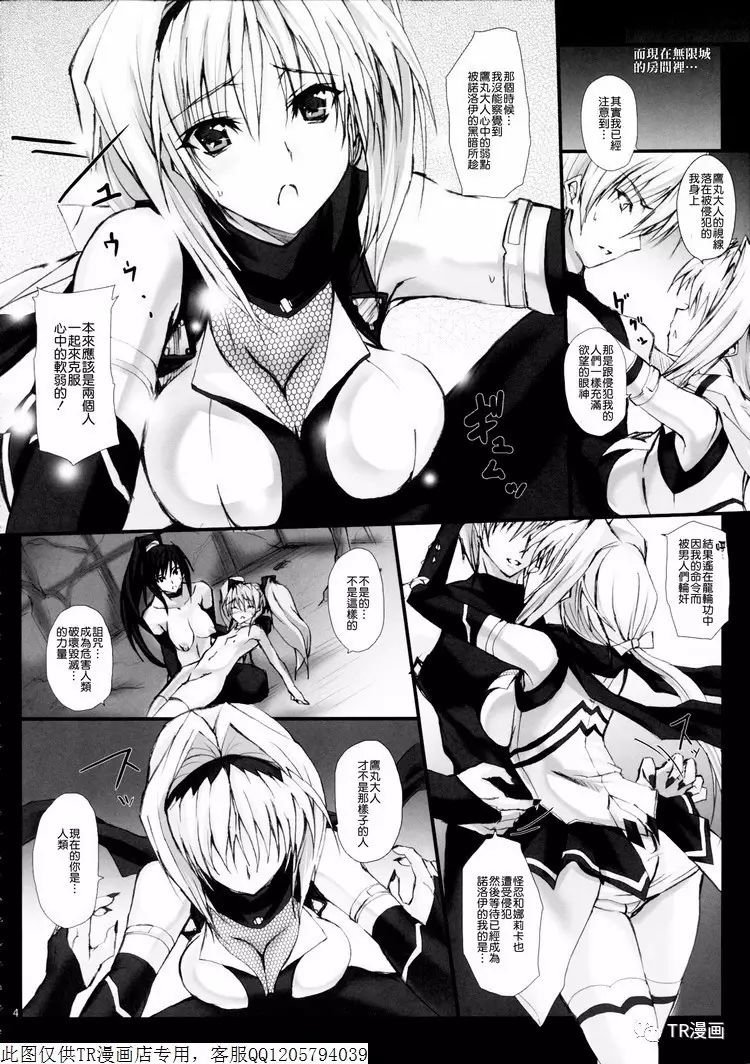 而現在無限城
的房間裡…
其實我已經
注意到…
鷹丸大人的視線
落在被侵犯的
我身上
那是跟侵犯我的
人們一樣充滿
欲望的眼神
那個時候…
我沒能察覺到
鷹丸大人心中的弱點
被諾洛伊的黑暗所趁
本來應該是兩個人
一起來克服
心中的軟弱的！
ギュムッ
呼…
結果遙在龍輪功中
因我的命令而
被男人們輪奸
怪忍和娜莉卡也
遭受侵犯
然後等待已經成為
諾洛伊的我的是…
不是的…
不是這樣的
詛咒…
成為危害人類
破壞毀滅…
的力量
鷹丸大人
才不是那樣子的人
現在的你是…
人類
4
TR漫画
此图仅供TR漫画店专用，客服QQ1205794039